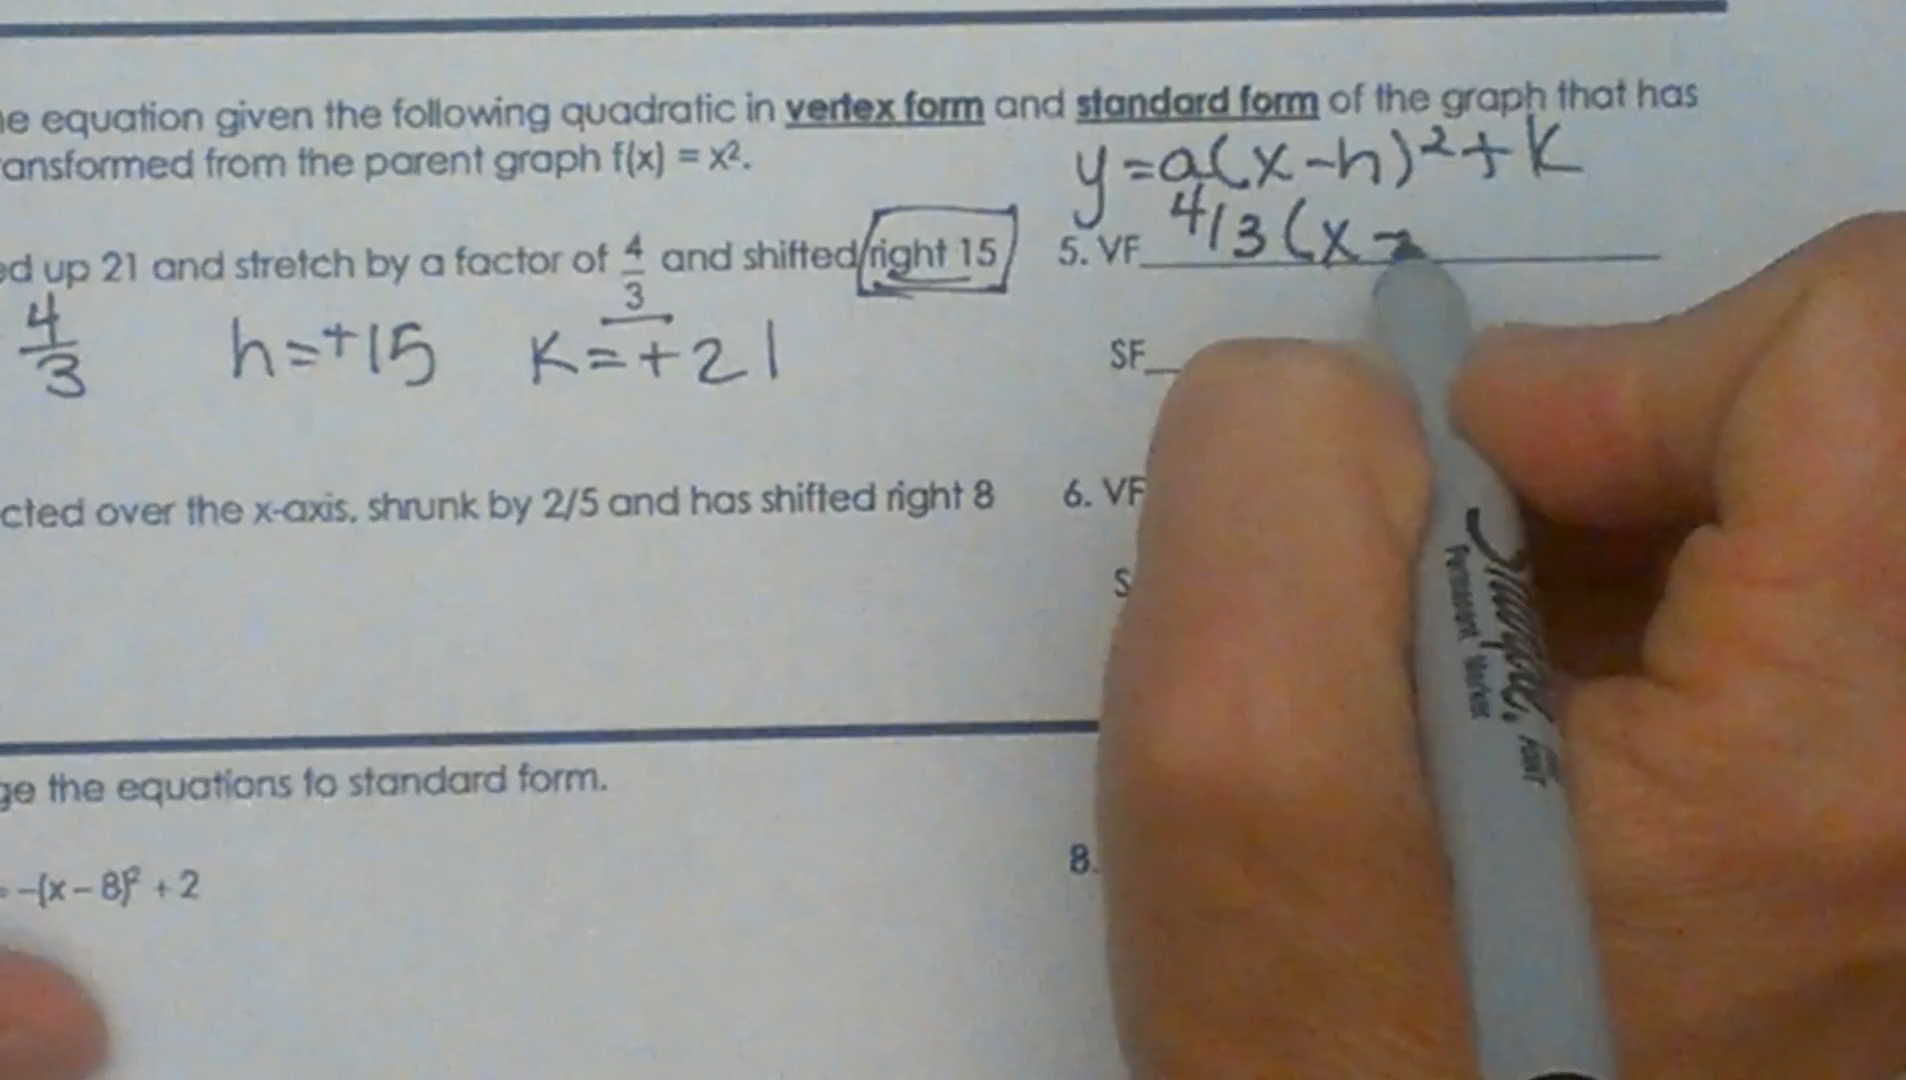 e equation given the following quadratic in vertex form and standard form of the graph that has
ansformed from the parent graph f(x) = x².
y=a(x-h)²+k
ed up 21 and stretch by a factor of 4/3 and shifted right 15
5. VF 4/3(x -
4/3 h=+15 K=+21
SF
cted over the x-axis, shrunk by 2/5 and has shifted right 8
6. VF
S
ge the equations to standard form.
= -(x – 8)² + 2
8.
Sharpie.
Permanent Marker